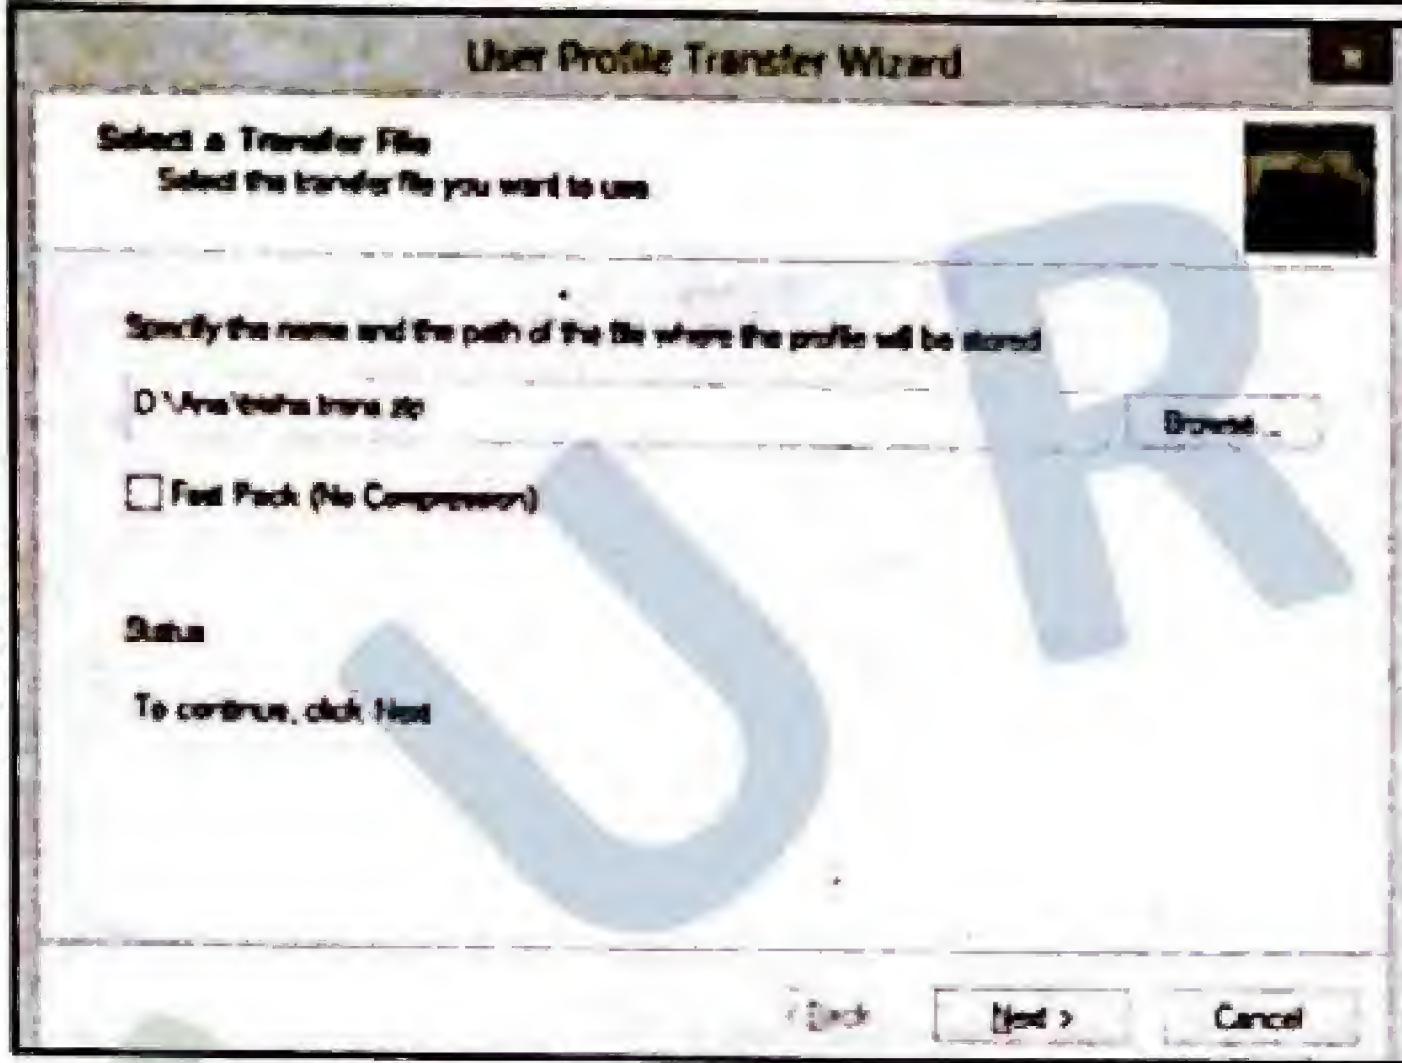 User Profile Transfer Wizard
Select a Transfer File
Select the transfer file you want to use
Specify the name and the path of the file where the profile will be stored
Browse...
Fast Pack (No Compression)
Status
To continue, click Next
< Back
Next >
Cancel
U R